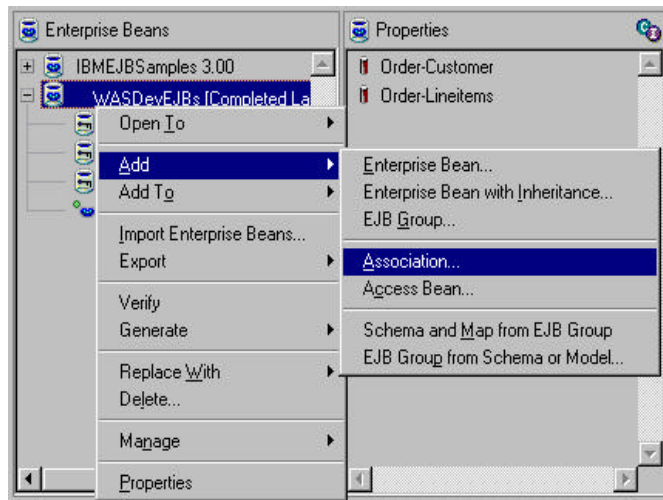 Enterprise Beans
Properties
IBMEJBSamples 3.00
WASDevEJBs [Completed La
Order-Customer
Order-Lineitems
Open To
Add
Add To
Import Enterprise Beans...
Export
Verify
Generate
Replace With
Delete...
Manage
Properties
Enterprise Bean...
Enterprise Bean with Inheritance...
EJB Group...
Association...
Access Bean...
Schema and Map from EJB Group
EJB Group from Schema or Model...